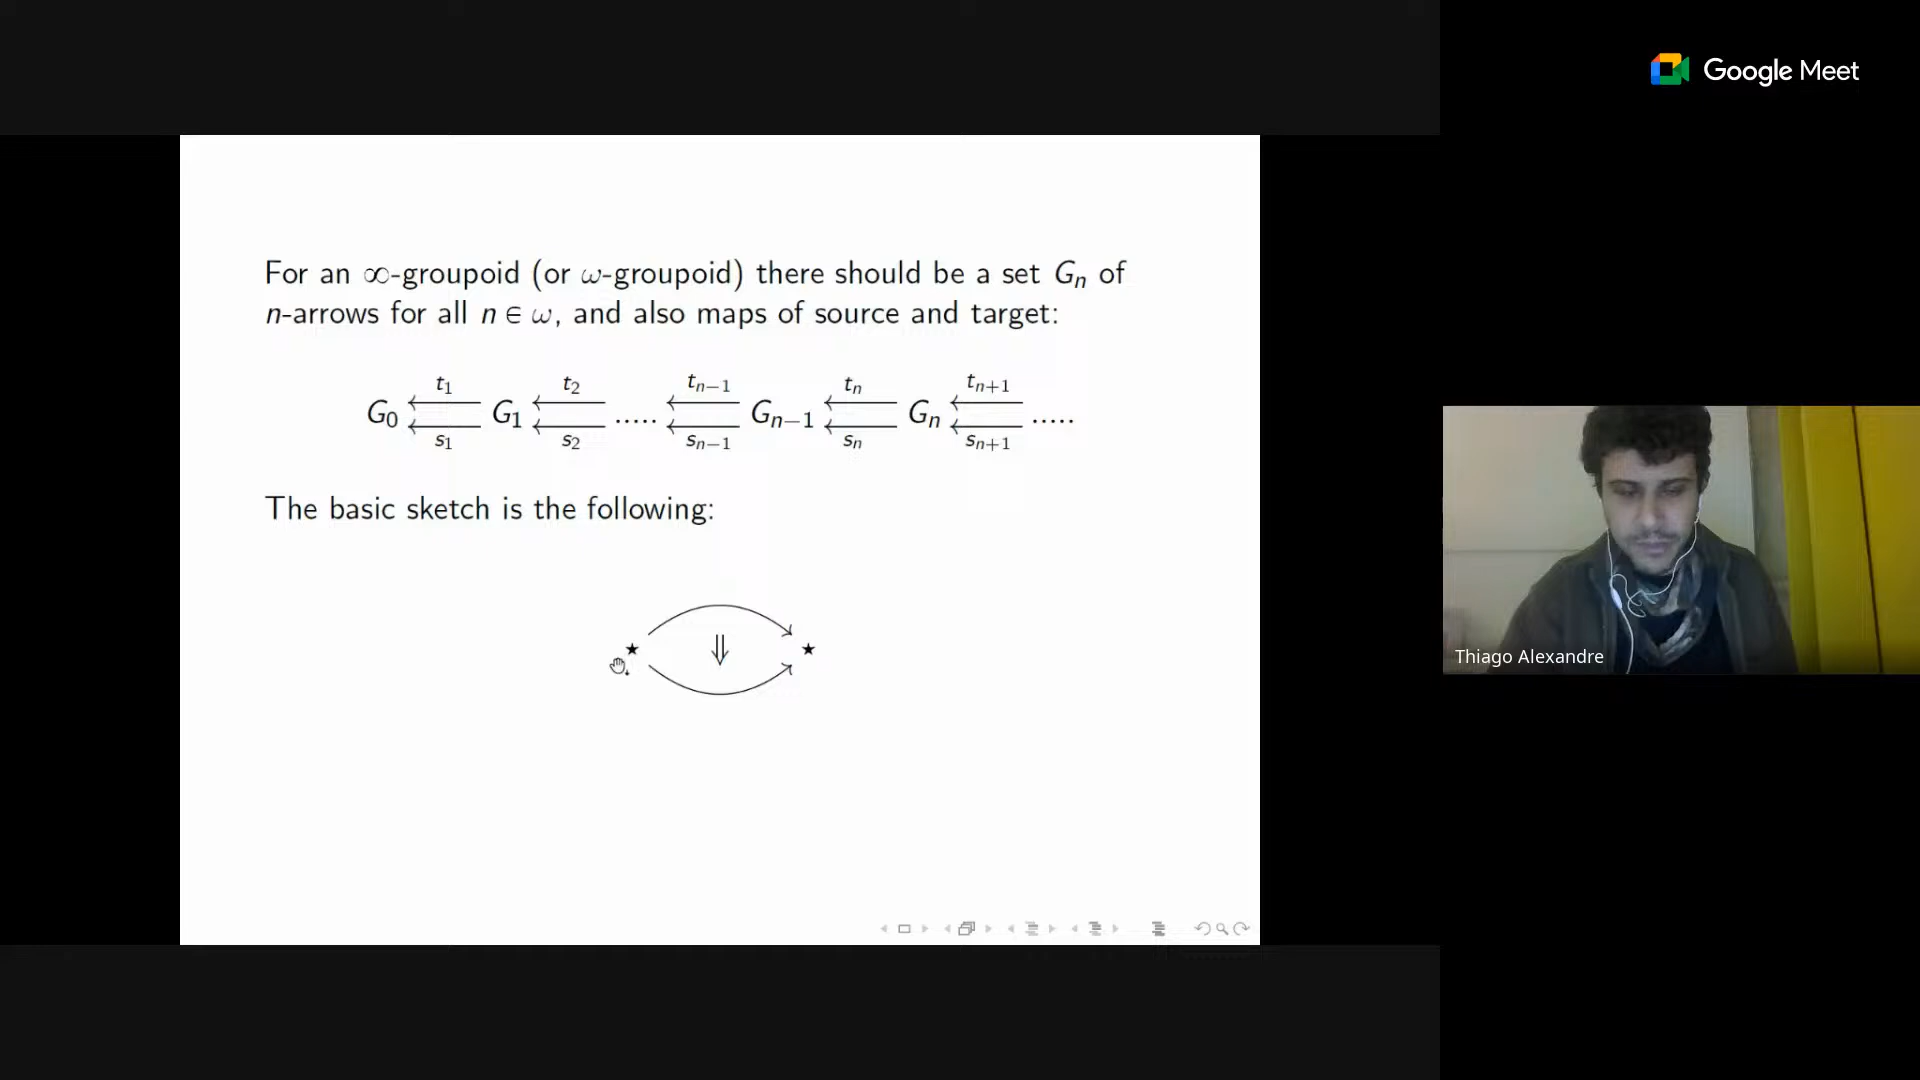 Google Meet
For an ∞-groupoid (or ω-groupoid) there should be a set Gₙ of
n-arrows for all n ∈ ω, and also maps of source and target:
t₁ t₂ tₙ₋₁ tₙ tₙ₊₁
G₀ G₁ ..... Gₙ₋₁ Gₙ .....
s₁ s₂ sₙ₋₁ sₙ sₙ₊₁
The basic sketch is the following:
⋆ ⇓ ⋆
Thiago Alexandre